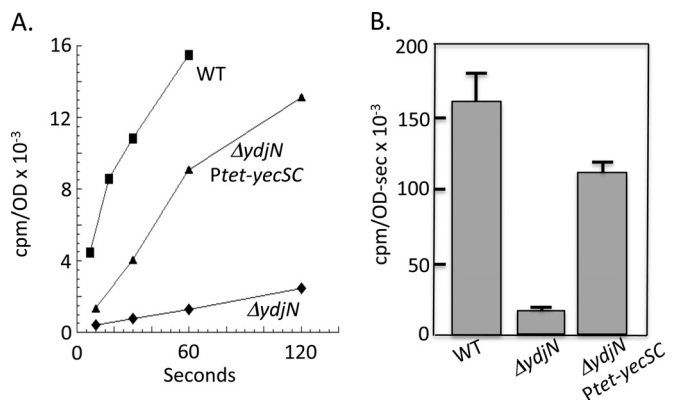 A.
16
12
8
4
0
cpm/OD x 10⁻³
WT
ΔydjN
Ptet-yecSC
ΔydjN
0
60
120
Seconds
B.
200
150
100
50
0
cpm/OD-sec x 10⁻³
WT
ΔydjN
ΔydjN
Ptet-yecSC